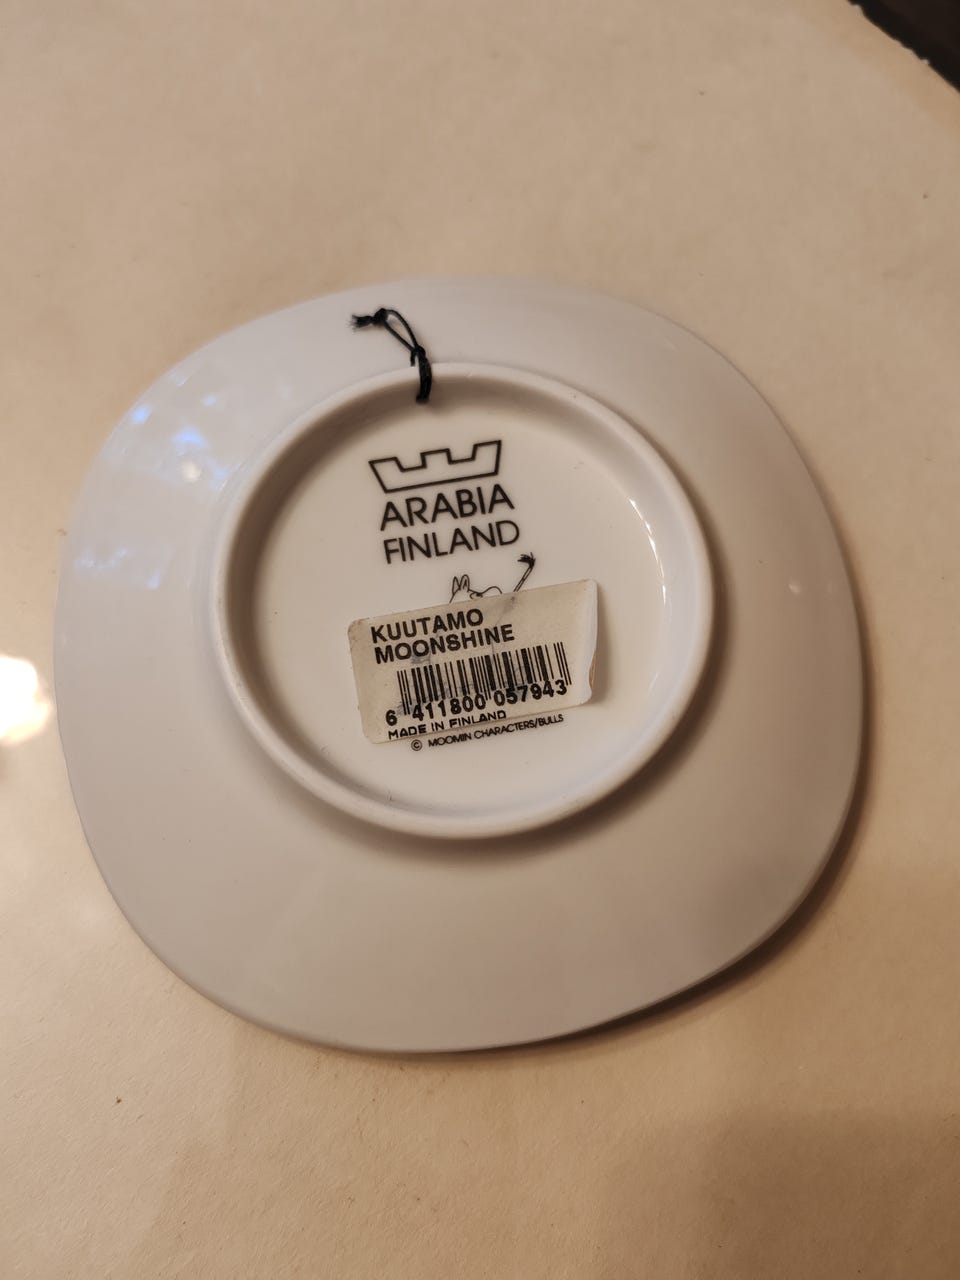 ARABIA
FINLAND
KUUTAMO
MOONSHINE
6 411800 057943
MADE IN FINLAND
© MOOMIN CHARACTERS/BULLS